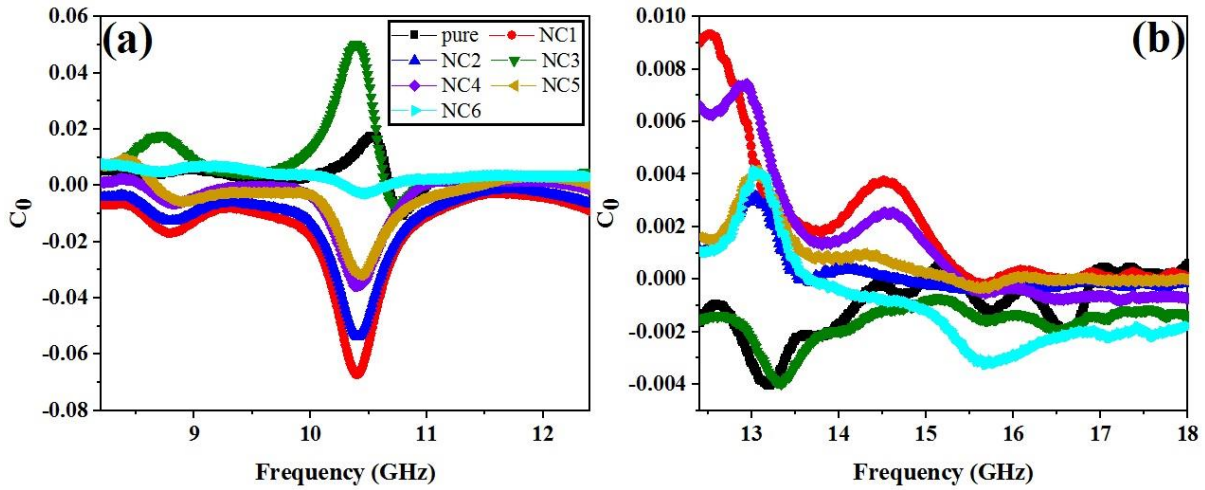 (a)
pure NC1
NC2 NC3
NC4 NC5
NC6
0.06
0.04
0.02
0.00
-0.02
-0.04
-0.06
-0.08
C0
9 10 11 12
Frequency (GHz)
(b)
0.010
0.008
0.006
0.004
0.002
0.000
-0.002
-0.004
C0
13 14 15 16 17 18
Frequency (GHz)